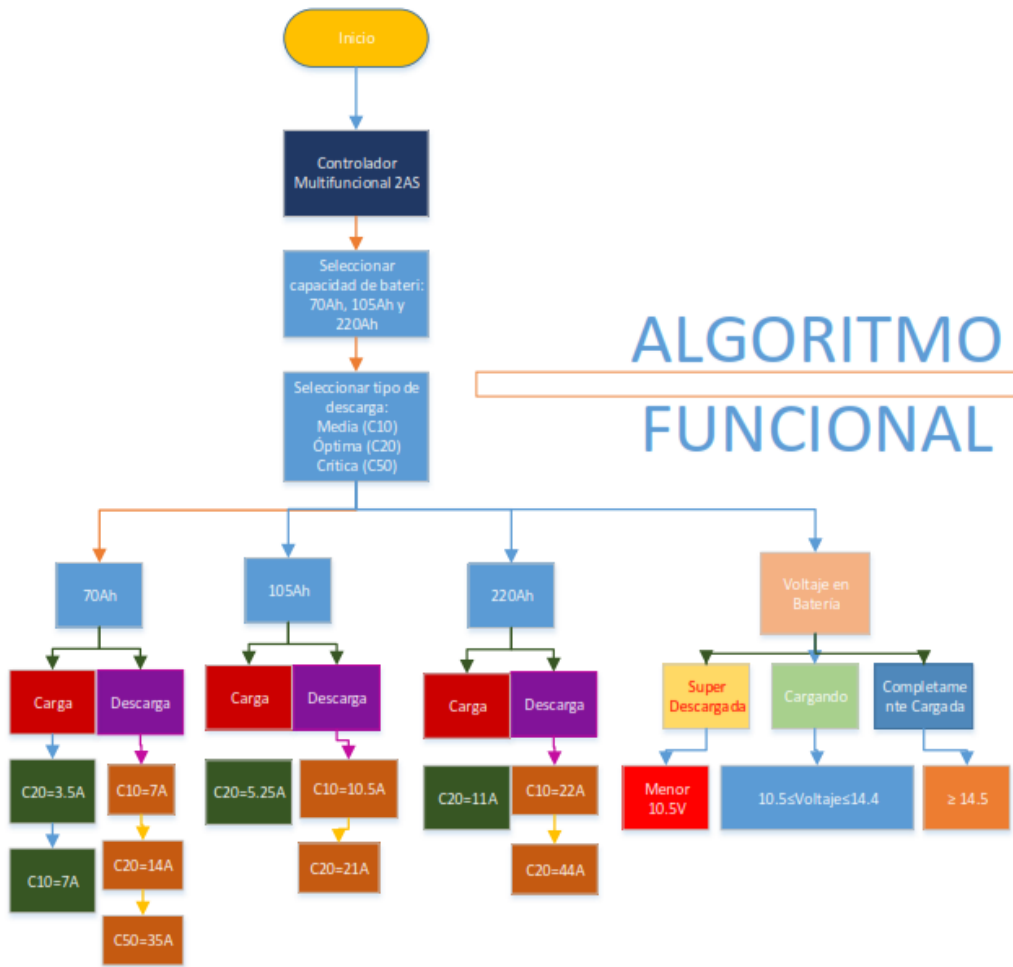 Inicio
Controlador
Multifuncional 2AS
Seleccionar
capacidad de bateri:
70Ah, 105Ah y
220Ah
ALGORITMO
FUNCIONAL
Seleccionar tipo de
descarga:
Media (C10)
Óptima (C20)
Crítica (C50)
70Ah
105Ah
220Ah
Voltaje en
Batería
Carga
Descarga
Carga
Descarga
Carga
Descarga
Super
Descargada
Cargando
Completame
nte Cargada
C20=3.5A
C10=7A
C20=5.25A
C10=10.5A
C20=11A
C10=22A
Menor
10.5V
10.5≤Voltaje≤14.4
≥ 14.5
C10=7A
C20=14A
C20=21A
C20=44A
C50=35A